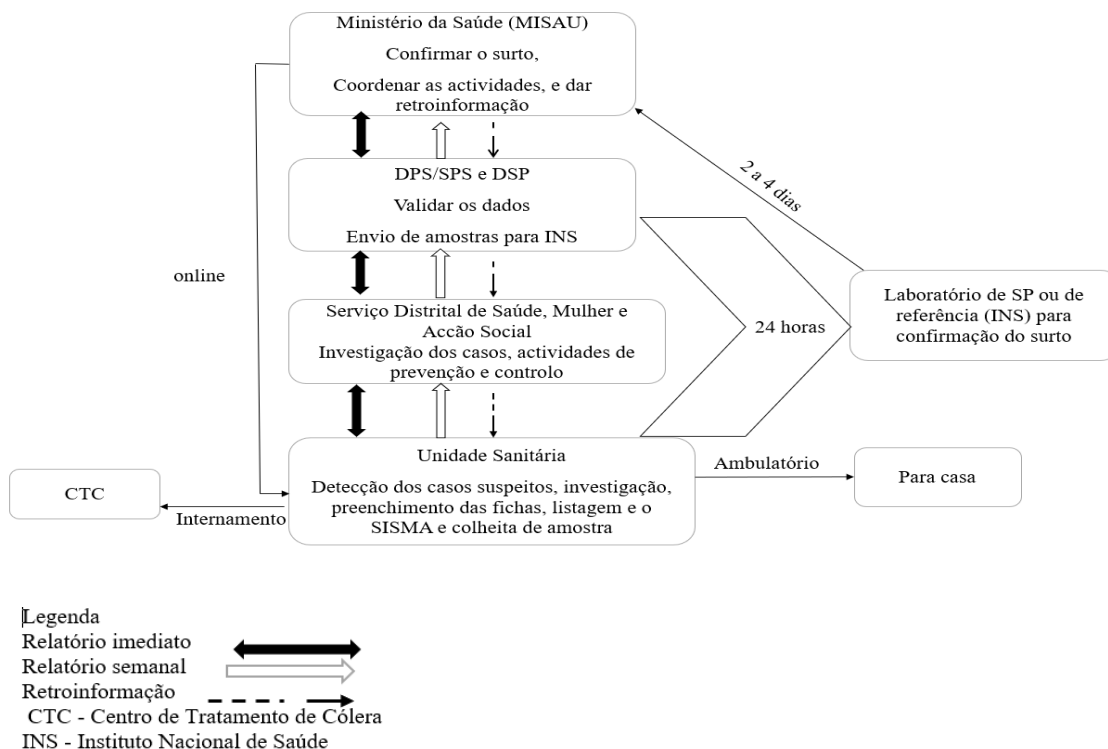 Ministério da Saúde (MISAU)
Confirmar o surto,
Coordenar as actividades, e dar
retroinformação
2 a 4 dias
DPS/SPS e DSP
Validar os dados
Envio de amostras para INS
online
Serviço Distrital de Saúde, Mulher e
Accão Social
Investigação dos casos, actividades de
prevenção e controlo
24 horas
Laboratório de SP ou de
referência (INS) para
confirmação do surto
Unidade Sanitária
Detecção dos casos suspeitos, investigação,
preenchimento das fichas, listagem e o
SISMA e colheita de amostra
Ambulatório
Para casa
CTC
Internamento
Legenda
Relatório imediato
Relatório semanal
Retroinformação
CTC - Centro de Tratamento de Cólera
INS - Instituto Nacional de Saúde